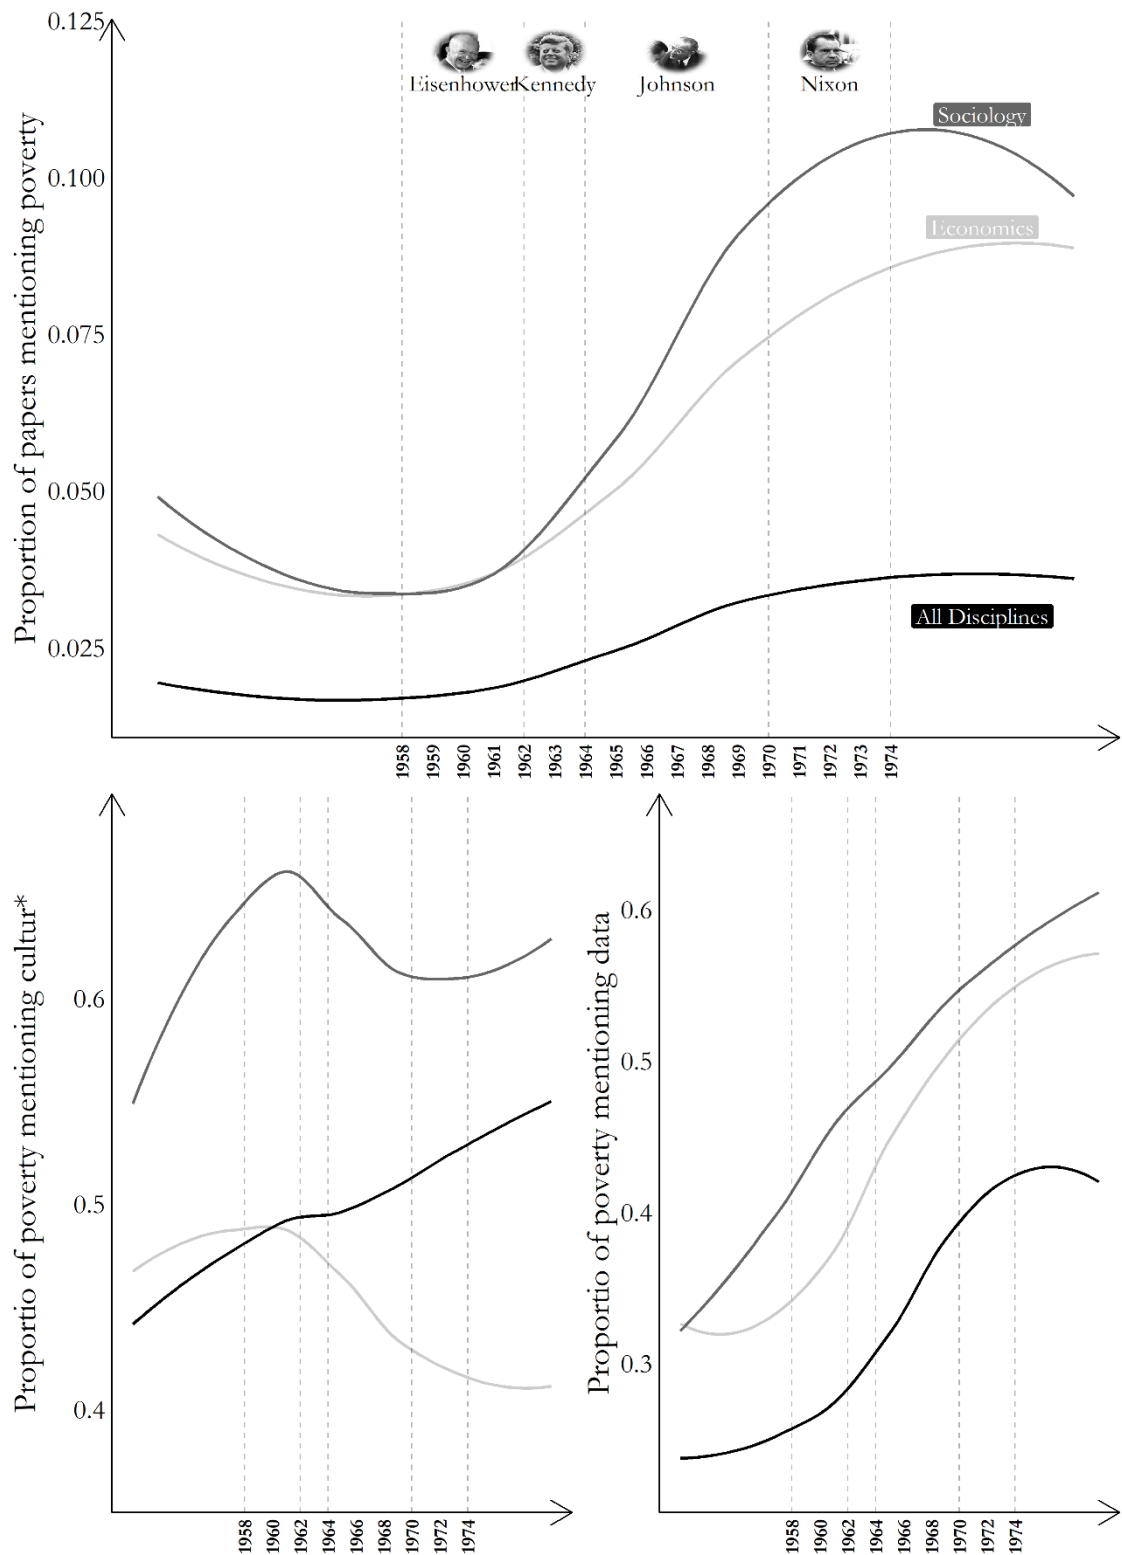 0.125
Eisenhower
Kennedy
Johnson
Nixon
Sociology
0.100
Economics
0.075
0.050
All Disciplines
0.025
Proportion of papers mentioning poverty
1958 1959 1960 1961 1962 1963 1964 1965 1966 1967 1968 1969 1970 1971 1972 1973 1974
Proportio of poverty mentioning cultur*
0.6
0.5
0.4
1958 1960 1962 1964 1966 1968 1970 1972 1974
Proportio of poverty mentioning data
0.6
0.5
0.4
0.3
1958 1960 1962 1964 1966 1968 1970 1972 1974